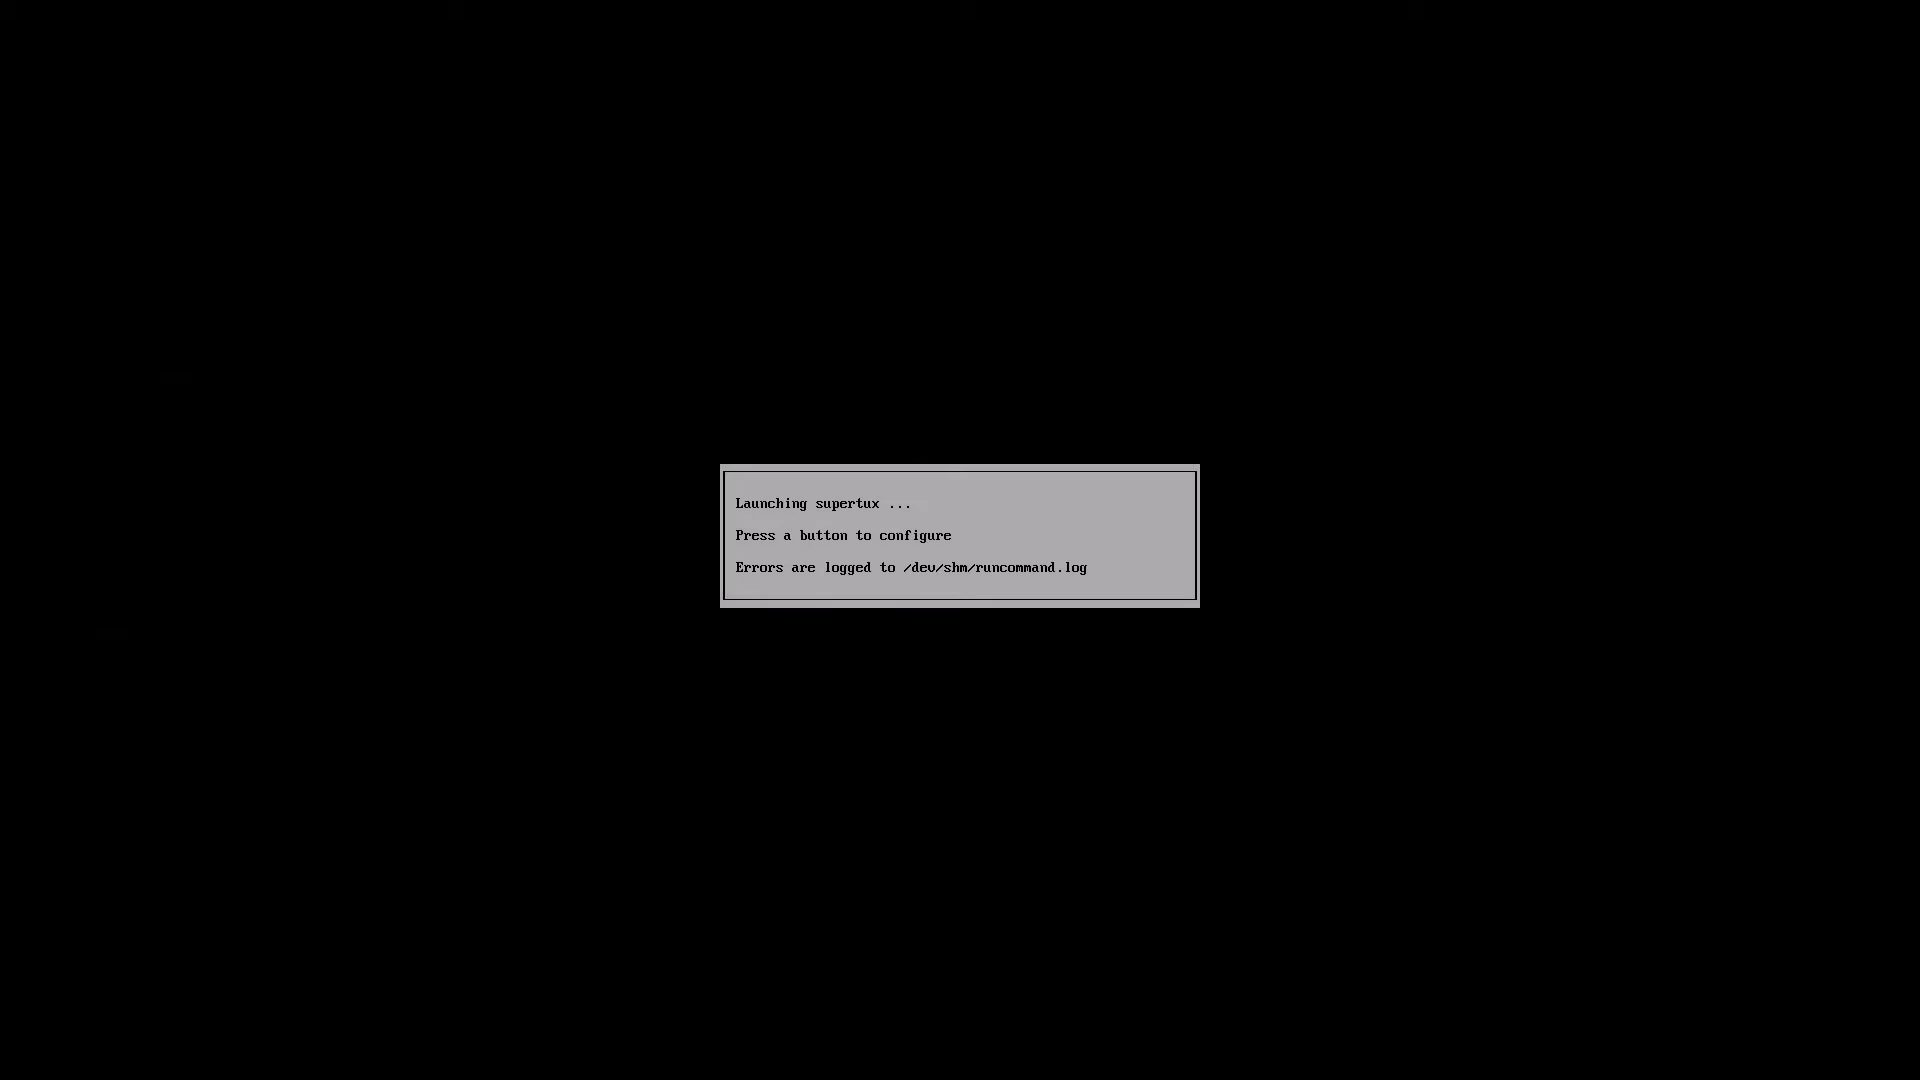 Launching supertux ...
Press a button to configure
Errors are logged to /dev/shm/runcommand.log